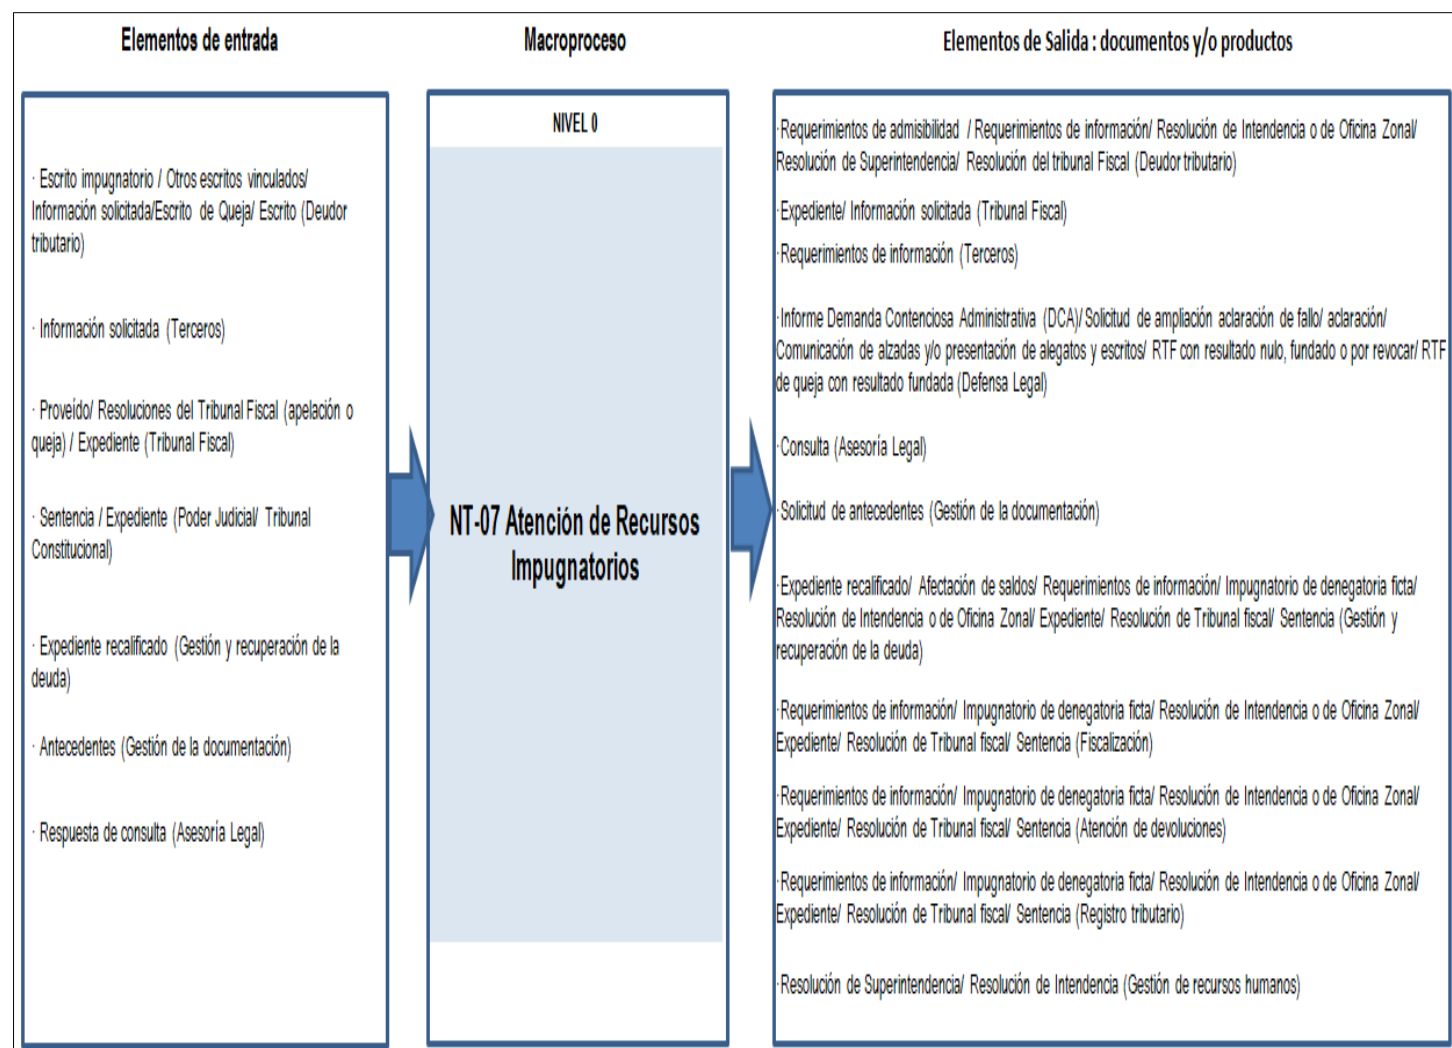 Elementos de entrada
Macroproceso
Elementos de Salida : documentos y/o productos
· Escrito impugnatorio / Otros escritos vinculados/
Información solicitada/Escrito de Queja/ Escrito (Deudor
tributario)
· Información solicitada (Terceros)
· Proveído/ Resoluciones del Tribunal Fiscal (apelación o
queja) / Expediente (Tribunal Fiscal)
· Sentencia / Expediente (Poder Judicial/ Tribunal
Constitucional)
· Expediente recalificado (Gestión y recuperación de la
deuda)
· Antecedentes (Gestión de la documentación)
· Respuesta de consulta (Asesoría Legal)
NIVEL 0
NT-07 Atención de Recursos
Impugnatorios
·Requerimientos de admisibilidad / Requerimientos de información/ Resolución de Intendencia o de Oficina Zonal/
Resolución de Superintendencia/ Resolución del tribunal Fiscal (Deudor tributario)
·Expediente/ Información solicitada (Tribunal Fiscal)
·Requerimientos de información (Terceros)
·Informe Demanda Contenciosa Administrativa (DCA)/ Solicitud de ampliación aclaración de fallo/ aclaración/
Comunicación de alzadas y/o presentación de alegatos y escritos/ RTF con resultado nulo, fundado o por revocar/ RTF
de queja con resultado fundada (Defensa Legal)
·Consulta (Asesoría Legal)
·Solicitud de antecedentes (Gestión de la documentación)
·Expediente recalificado/ Afectación de saldos/ Requerimientos de información/ Impugnatorio de denegatoria ficta/
Resolución de Intendencia o de Oficina Zonal/ Expediente/ Resolución de Tribunal fiscal/ Sentencia (Gestión y
recuperación de la deuda)
·Requerimientos de información/ Impugnatorio de denegatoria ficta/ Resolución de Intendencia o de Oficina Zonal/
Expediente/ Resolución de Tribunal fiscal/ Sentencia (Fiscalización)
·Requerimientos de información/ Impugnatorio de denegatoria ficta/ Resolución de Intendencia o de Oficina Zonal/
Expediente/ Resolución de Tribunal fiscal/ Sentencia (Atención de devoluciones)
·Requerimientos de información/ Impugnatorio de denegatoria ficta/ Resolución de Intendencia o de Oficina Zonal/
Expediente/ Resolución de Tribunal fiscal/ Sentencia (Registro tributario)
·Resolución de Superintendencia/ Resolución de Intendencia (Gestión de recursos humanos)